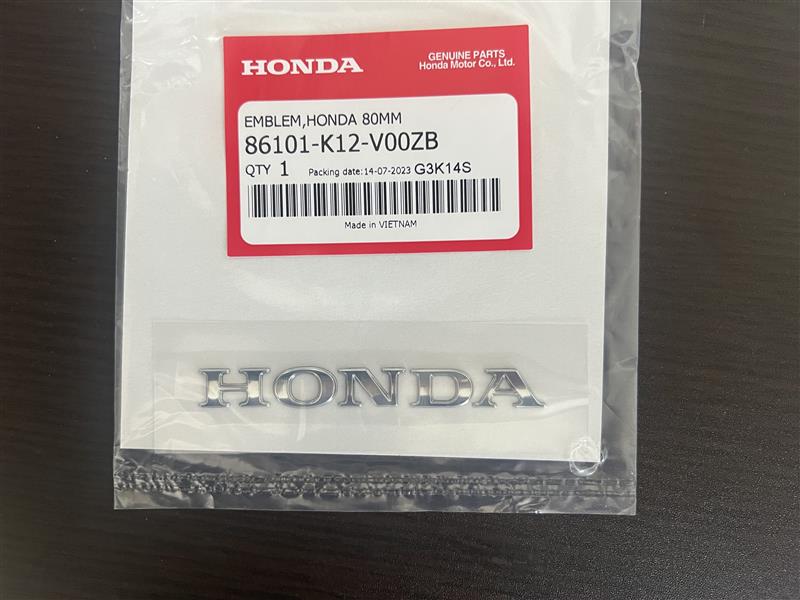 HONDA
GENUINE PARTS
Honda Motor Co., Ltd.
EMBLEM,HONDA 80MM
86101-K12-V00ZB
QTY 1 Packing date:14-07-2023 G3K14S
Made in VIETNAM
HONDA